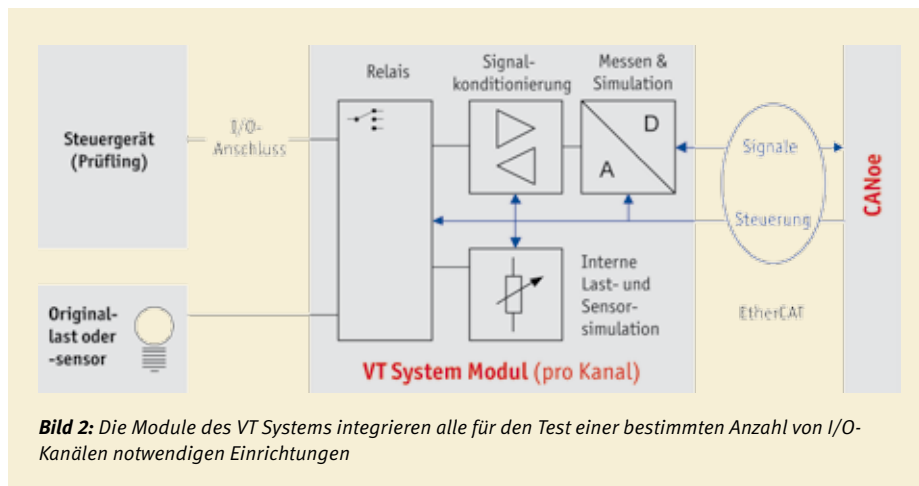 Relais
Signal-
konditionierung
Messen &
Simulation
Steuergerät
(Prüfling)
I/O-
Anschluss
D
A
Signale
Steuerung
CANoe
EtherCAT
Original-
last oder
-sensor
Interne
Last- und
Sensor-
simulation
VT System Modul (pro Kanal)
Bild 2: Die Module des VT Systems integrieren alle für den Test einer bestimmten Anzahl von I/O-
Kanälen notwendigen Einrichtungen